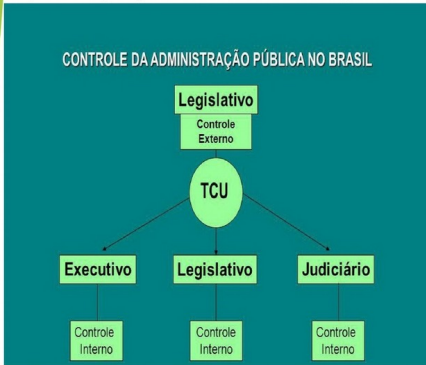 CONTROLE DA ADMINISTRAÇÃO PÚBLICA NO BRASIL
Legislativo
Controle
Externo
TCU
Executivo
Legislativo
Judiciário
Controle
Interno
Controle
Interno
Controle
Interno